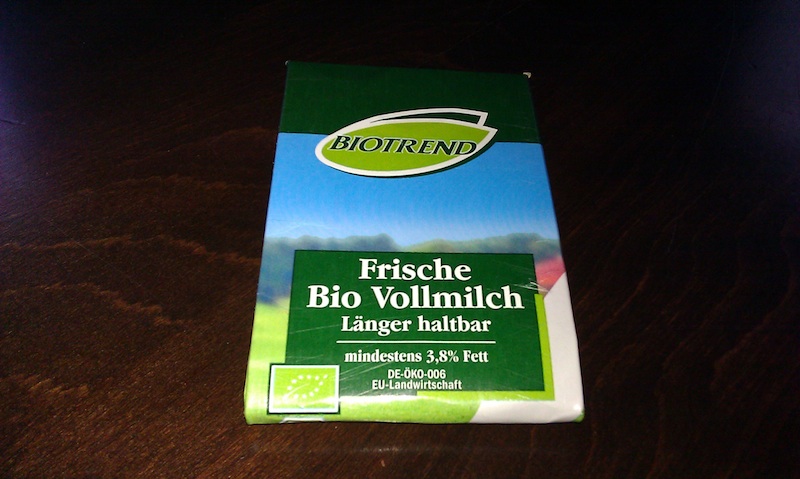 BIOTREND
Frische
Bio Vollmilch
Länger haltbar
mindestens 3,8% Fett
DE-ÖKO-006
EU-Landwirtschaft